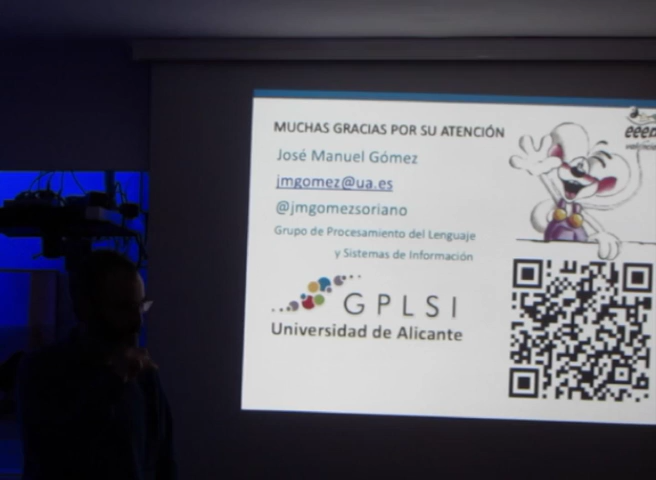 MUCHAS GRACIAS POR SU ATENCIÓN
José Manuel Gómez
jmgomez@ua.es
@jmgomezsoriano
Grupo de Procesamiento del Lenguaje
y Sistemas de Información
GPLSI
Universidad de Alicante